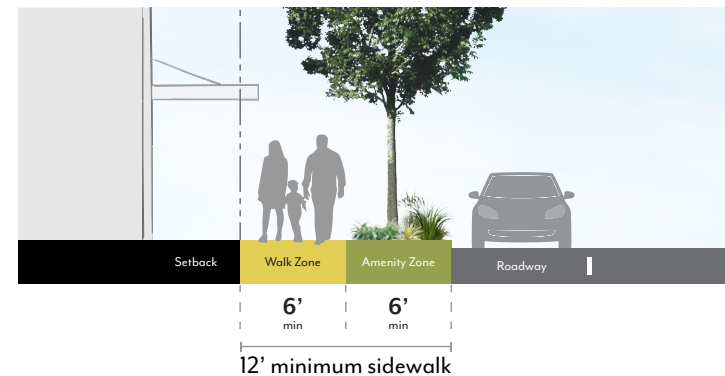 Setback
Walk Zone
Amenity Zone
Roadway
6’
min
6’
min
12’ minimum sidewalk